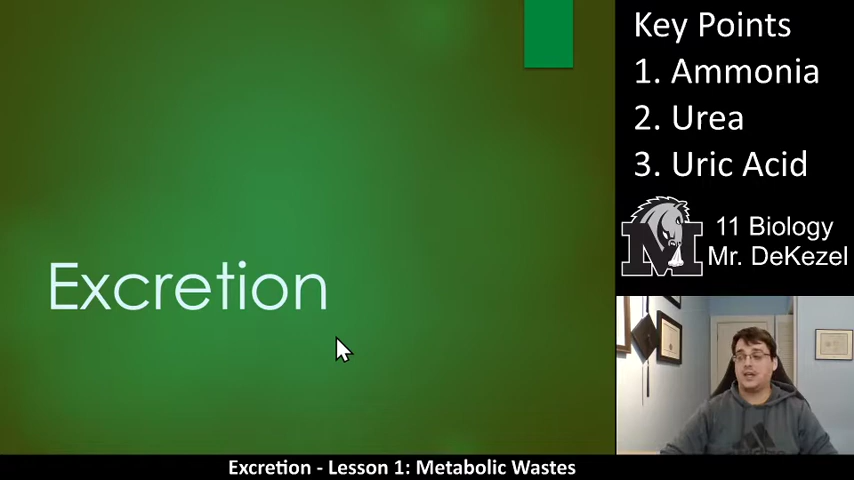 Excretion
Key Points
1. Ammonia
2. Urea
3. Uric Acid
M
11 Biology
Mr. DeKezel
Excretion - Lesson 1: Metabolic Wastes